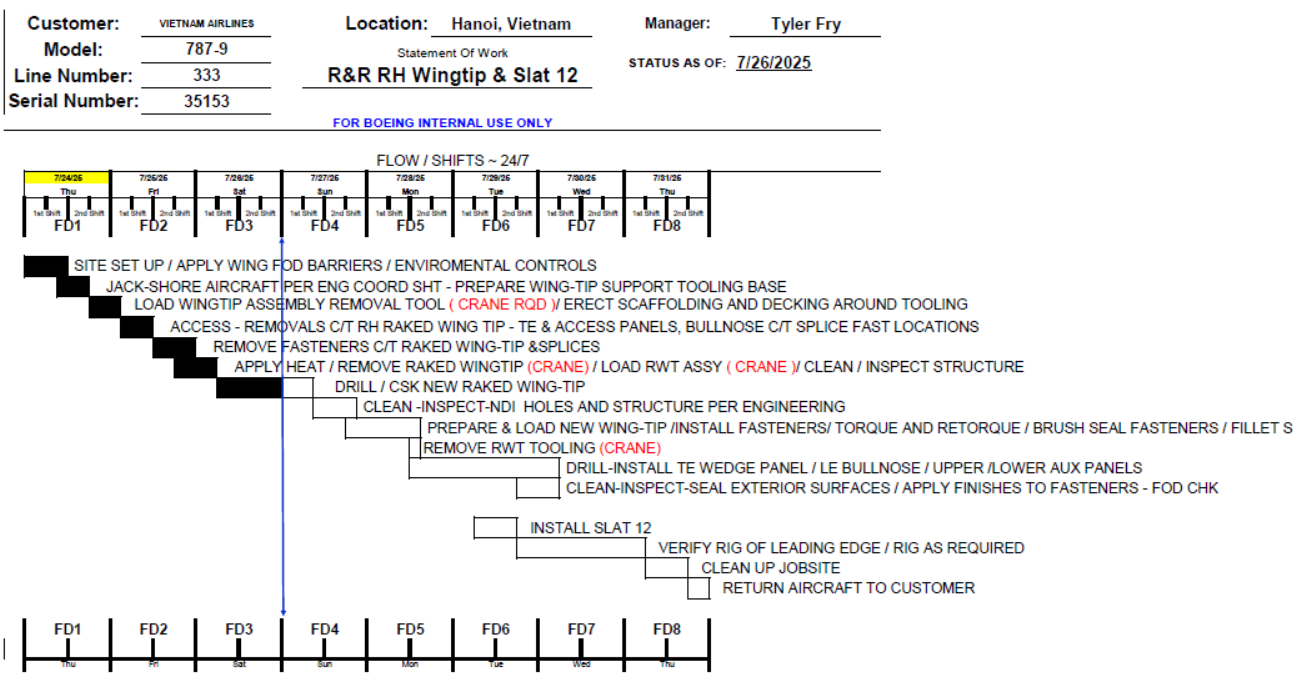 Customer: VIETNAM AIRLINES Location: Hanoi, Vietnam Manager: Tyler Fry
Model: 787-9 Statement Of Work STATUS AS OF: 7/26/2025
Line Number: 333 R&R RH Wingtip & Slat 12
Serial Number: 35153
FOR BOEING INTERNAL USE ONLY
FLOW / SHIFTS ~ 24/7
7/24/25 7/25/25 7/26/25 7/27/25 7/28/25 7/29/25 7/30/25 7/31/25
Thu Fri Sat Sun Mon Tue Wed Thu
1st Shift 2nd Shift 1st Shift 2nd Shift 1st Shift 2nd Shift 1st Shift 2nd Shift 1st Shift 2nd Shift 1st Shift 2nd Shift 1st Shift 2nd Shift 1st Shift 2nd Shift
FD1 FD2 FD3 FD4 FD5 FD6 FD7 FD8
SITE SET UP / APPLY WING FOD BARRIERS / ENVIROMENTAL CONTROLS
JACK-SHORE AIRCRAFT PER ENG COORD SHT - PREPARE WING-TIP SUPPORT TOOLING BASE
LOAD WINGTIP ASSEMBLY REMOVAL TOOL ( CRANE RQD )/ ERECT SCAFFOLDING AND DECKING AROUND TOOLING
ACCESS - REMOVALS C/T RH RAKED WING TIP - TE & ACCESS PANELS, BULLNOSE C/T SPLICE FAST LOCATIONS
REMOVE FASTENERS C/T RAKED WING-TIP &SPLICES
APPLY HEAT / REMOVE RAKED WINGTIP (CRANE) / LOAD RWT ASSY ( CRANE )/ CLEAN / INSPECT STRUCTURE
DRILL / CSK NEW RAKED WING-TIP
CLEAN -INSPECT-NDI HOLES AND STRUCTURE PER ENGINEERING
PREPARE & LOAD NEW WING-TIP /INSTALL FASTENERS/ TORQUE AND RETORQUE / BRUSH SEAL FASTENERS / FILLET S
REMOVE RWT TOOLING (CRANE)
DRILL-INSTALL TE WEDGE PANEL / LE BULLNOSE / UPPER /LOWER AUX PANELS
CLEAN-INSPECT-SEAL EXTERIOR SURFACES / APPLY FINISHES TO FASTENERS - FOD CHK
INSTALL SLAT 12
VERIFY RIG OF LEADING EDGE / RIG AS REQUIRED
CLEAN UP JOBSITE
RETURN AIRCRAFT TO CUSTOMER
FD1 FD2 FD3 FD4 FD5 FD6 FD7 FD8
Thu Fri Sat Sun Mon Tue Wed Thu